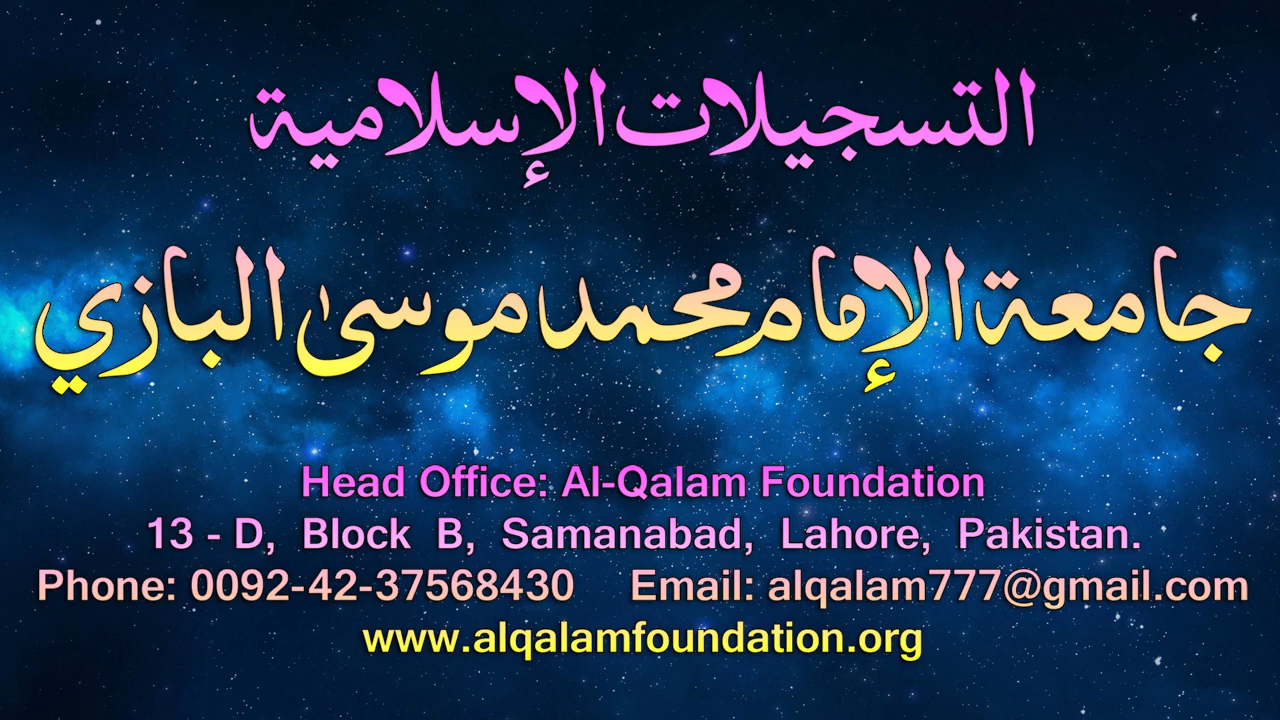 التسجيلات الإسلامية
جامعة الإمام محمد موسىٰ البازي
Head Office: Al-Qalam Foundation
13 - D, Block B, Samanabad, Lahore, Pakistan.
Phone: 0092-42-37568430 Email: alqalam777@gmail.com
www.alqalamfoundation.org